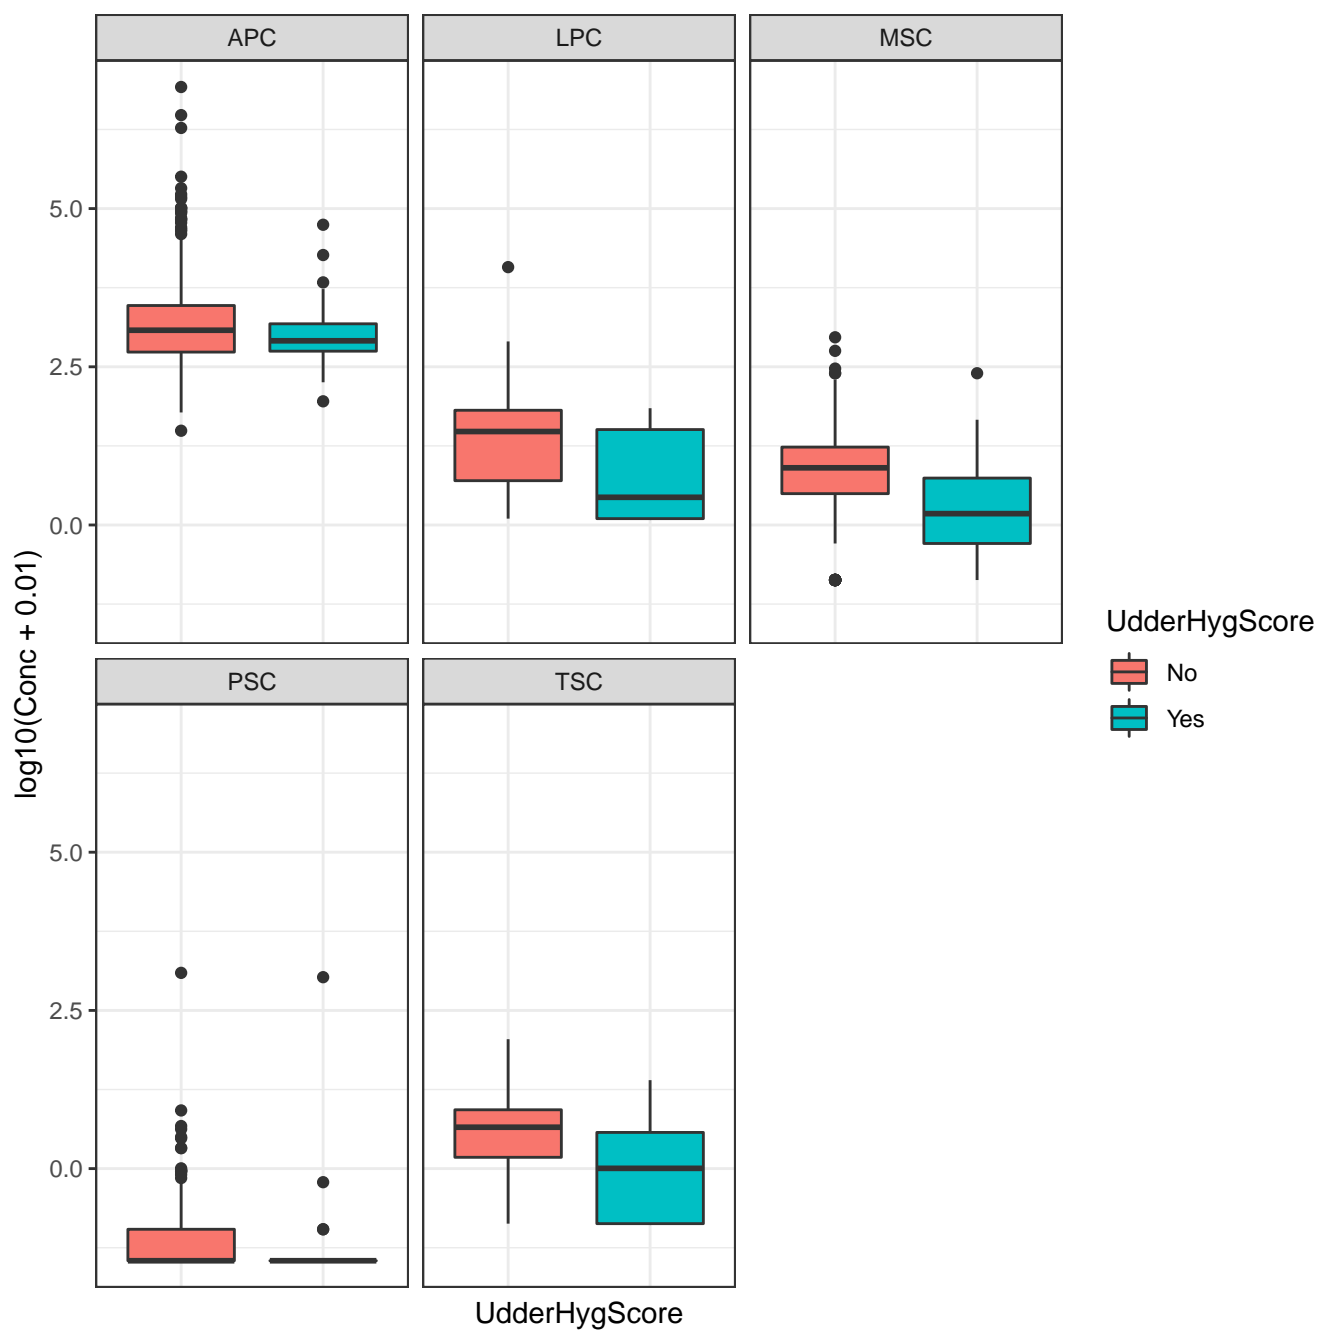 APC
LPC
MSC
5.0
2.5
0.0
PSC
TSC
5.0
2.5
0.0
log10(Conc + 0.01)
UdderHygScore
UdderHygScore
No
Yes